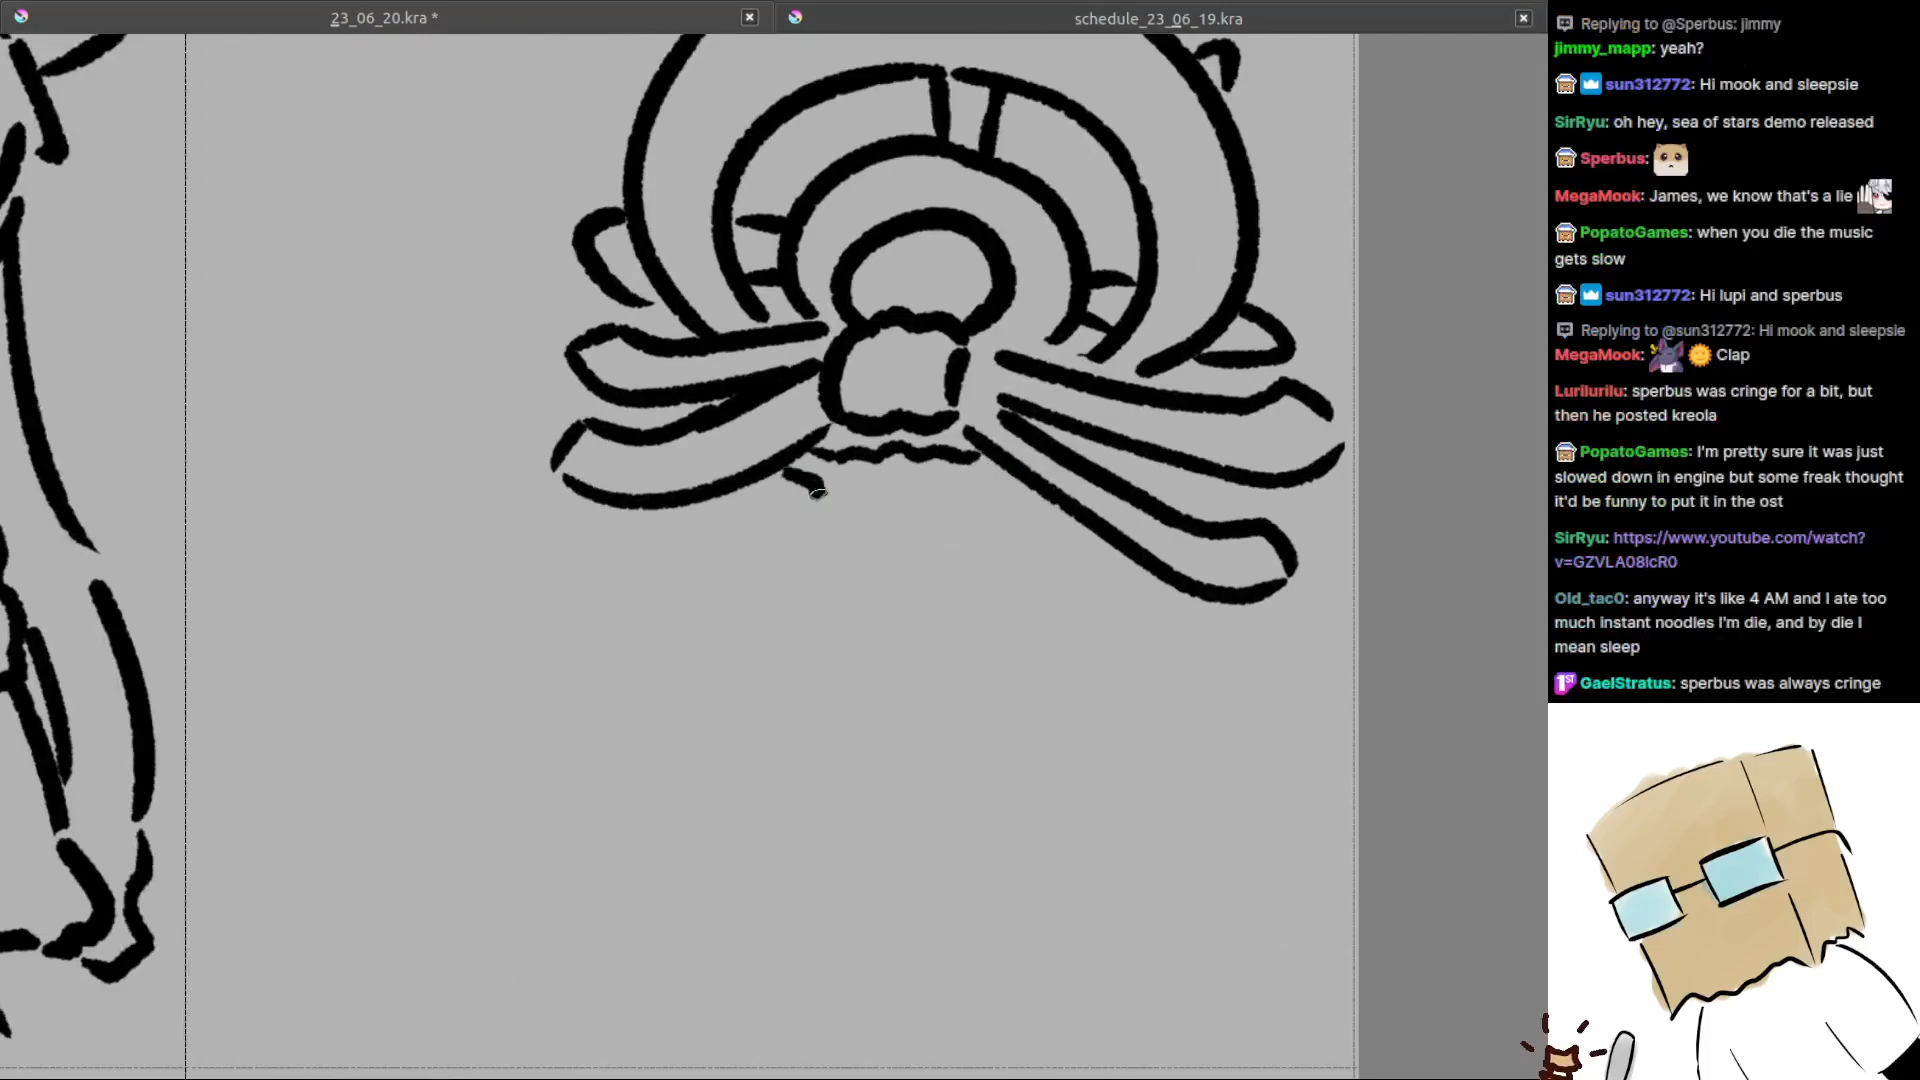 23_06_20.kra *
schedule_23_06_19.kra
Replying to @Sperbus: jimmy
jimmy_mapp: yeah?
sun312772: Hi mook and sleepsie
SirRyu: oh hey, sea of stars demo released
Sperbus:
MegaMook: James, we know that's a lie
PopatoGames: when you die the music
gets slow
sun312772: Hi lupi and sperbus
Replying to @sun312772: Hi mook and sleepsie
MegaMook: Clap
Lurilurilu: sperbus was cringe for a bit, but
then he posted kreola
PopatoGames: I'm pretty sure it was just
slowed down in engine but some freak thought
it'd be funny to put it in the ost
SirRyu: https://www.youtube.com/watch?
v=GZVLA08IcR0
Old_tac0: anyway it's like 4 AM and I ate too
much instant noodles I'm die, and by die I
mean sleep
1ST GaelStratus: sperbus was always cringe